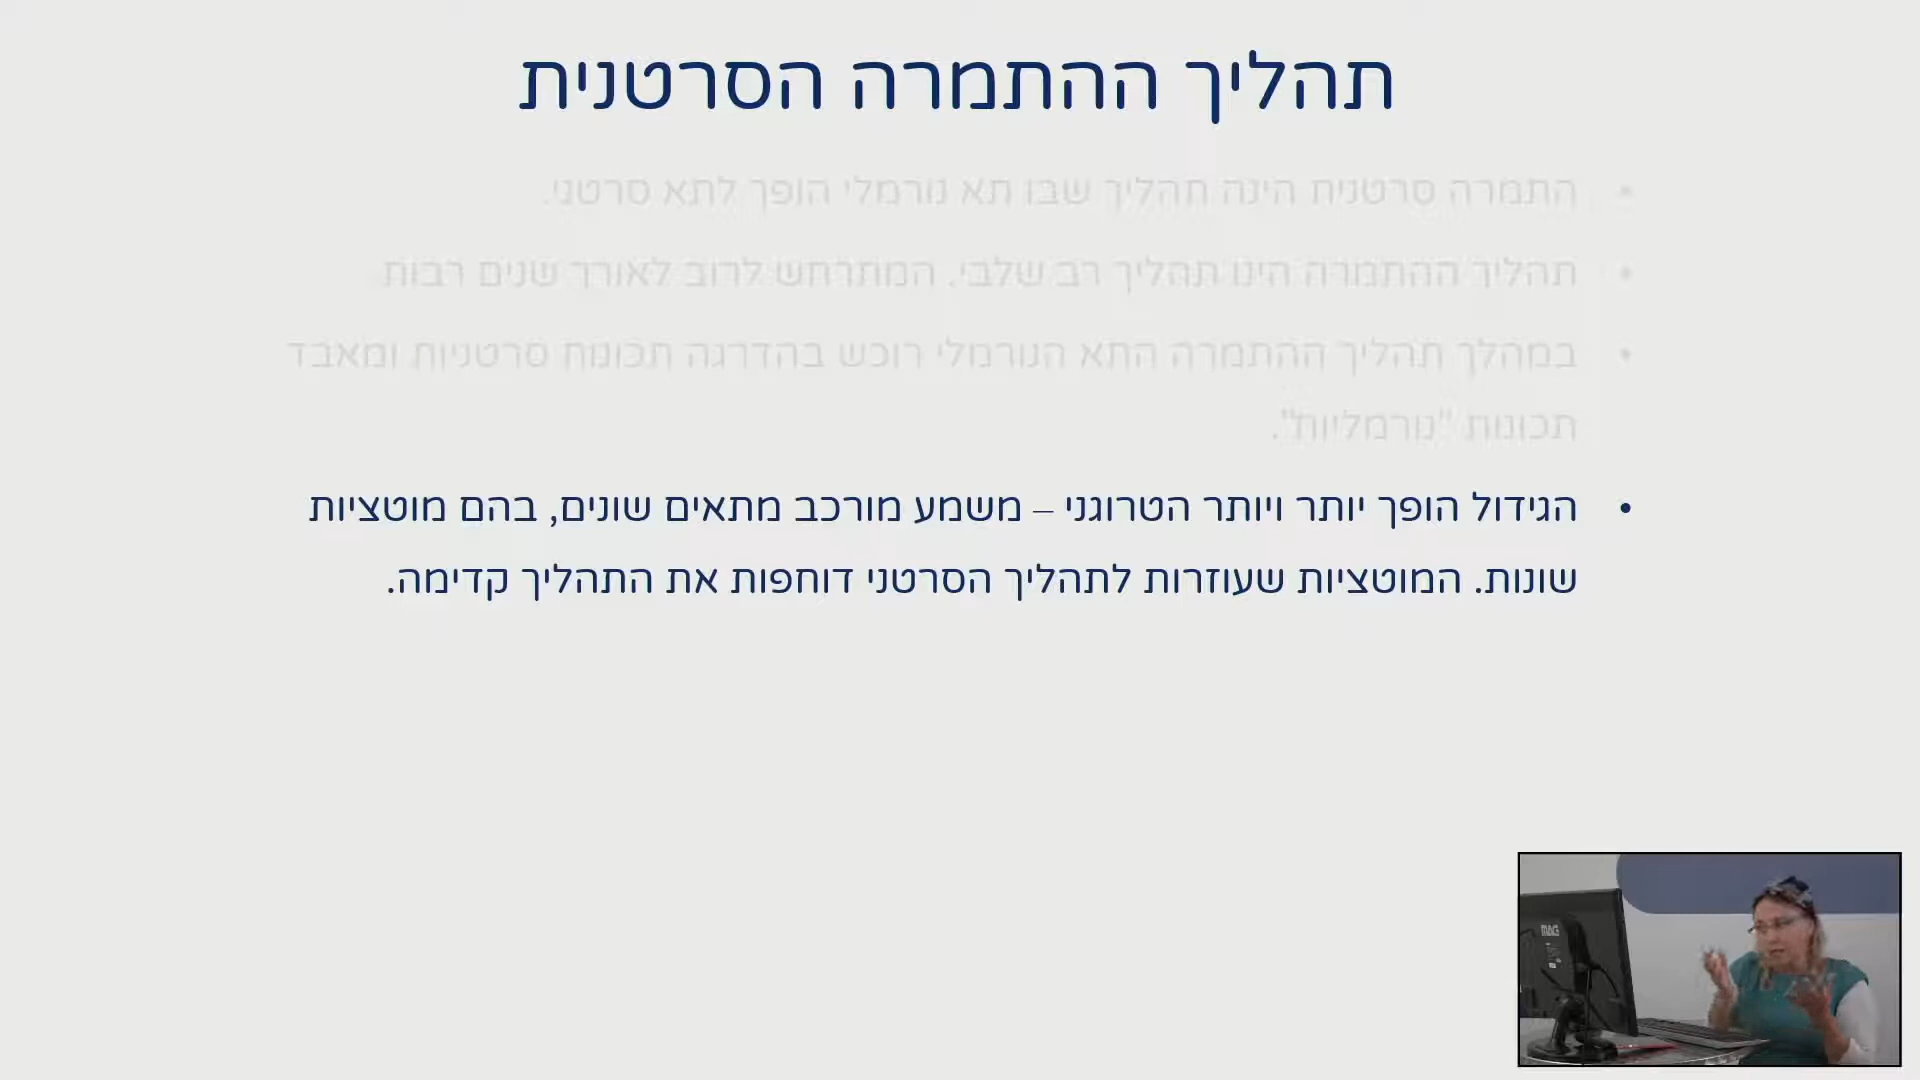 תהליך ההתמרה הסרטנית
• התמרה סרטנית הינה תהליך שבו תא נורמלי הופך לתא סרטני.
• תהליך ההתמרה הינו תהליך רב שלבי. המתרחש לרוב לאורך שנים רבות.
• במהלך תהליך ההתמרה התא הנורמלי רוכש בהדרגה תכונות סרטניות ומאבד
תכונות "נורמליות".
• הגידול הופך יותר ויותר הטרוגני – משמע מורכב מתאים שונים, בהם מוטציות
שונות. המוטציות שעוזרות לתהליך הסרטני דוחפות את התהליך קדימה.
MAG